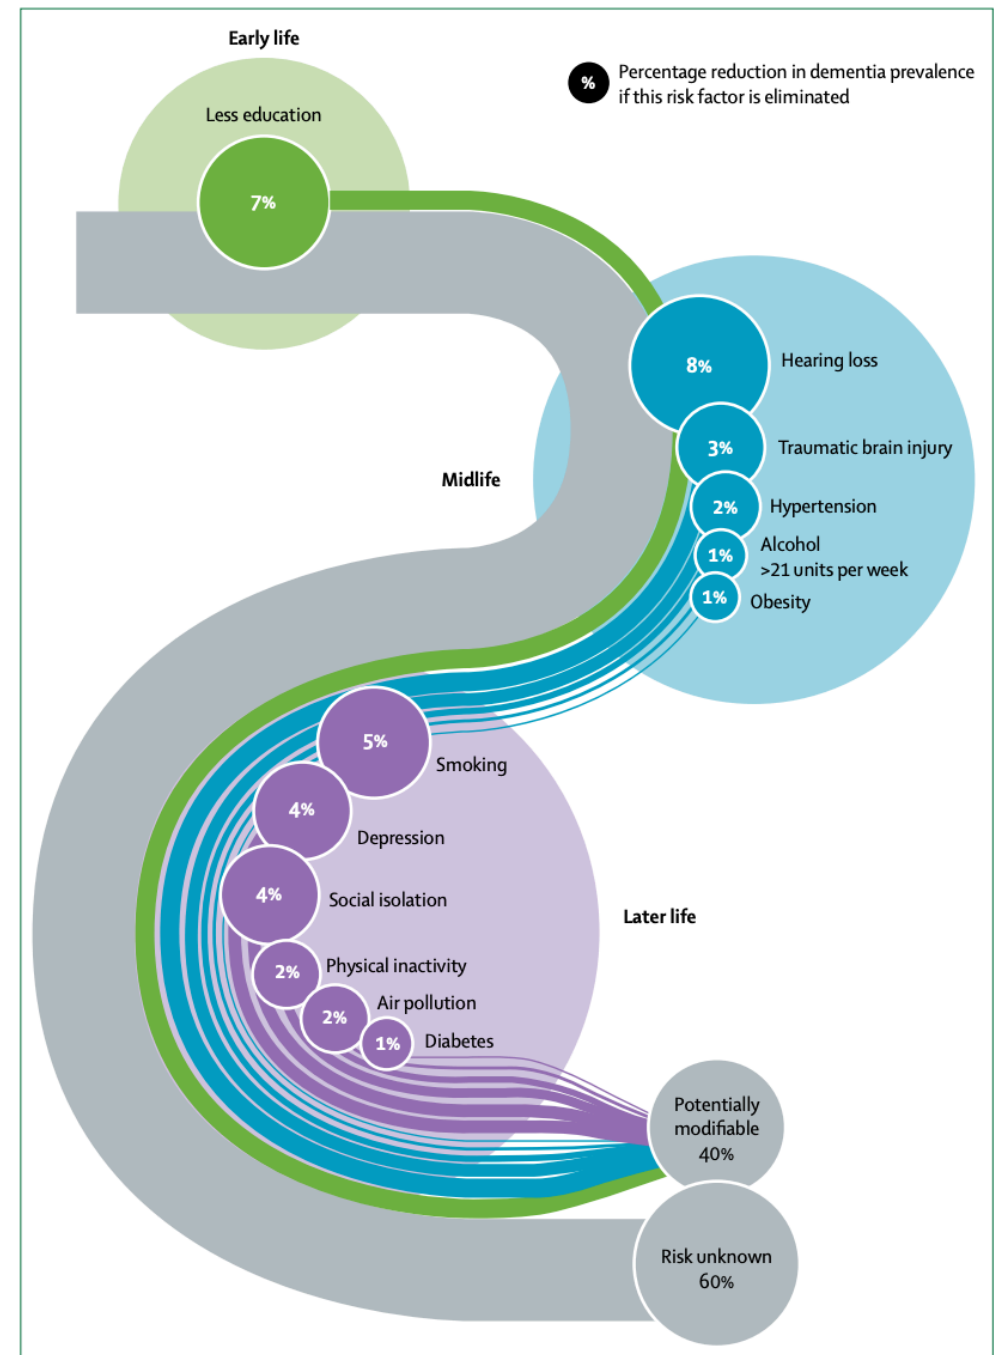 Early life
%
Percentage reduction in dementia prevalence
if this risk factor is eliminated
Less education
7%
8%
Hearing loss
3%
Traumatic brain injury
Midlife
2%
Hypertension
1%
Alcohol
>21 units per week
1%
Obesity
5%
Smoking
4%
Depression
4%
Social isolation
Later life
2%
Physical inactivity
2%
Air pollution
1%
Diabetes
Potentially
modifiable
40%
Risk unknown
60%